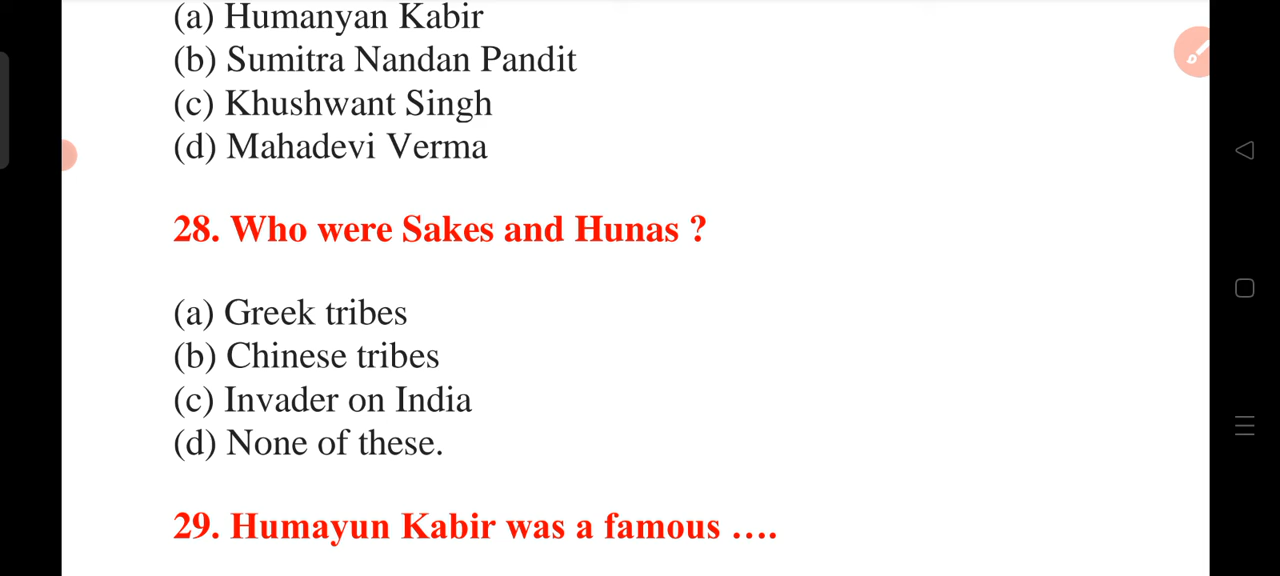 (a) Humanyan Kabir
(b) Sumitra Nandan Pandit
(c) Khushwant Singh
(d) Mahadevi Verma
28. Who were Sakes and Hunas ?
(a) Greek tribes
(b) Chinese tribes
(c) Invader on India
(d) None of these.
29. Humayun Kabir was a famous ....